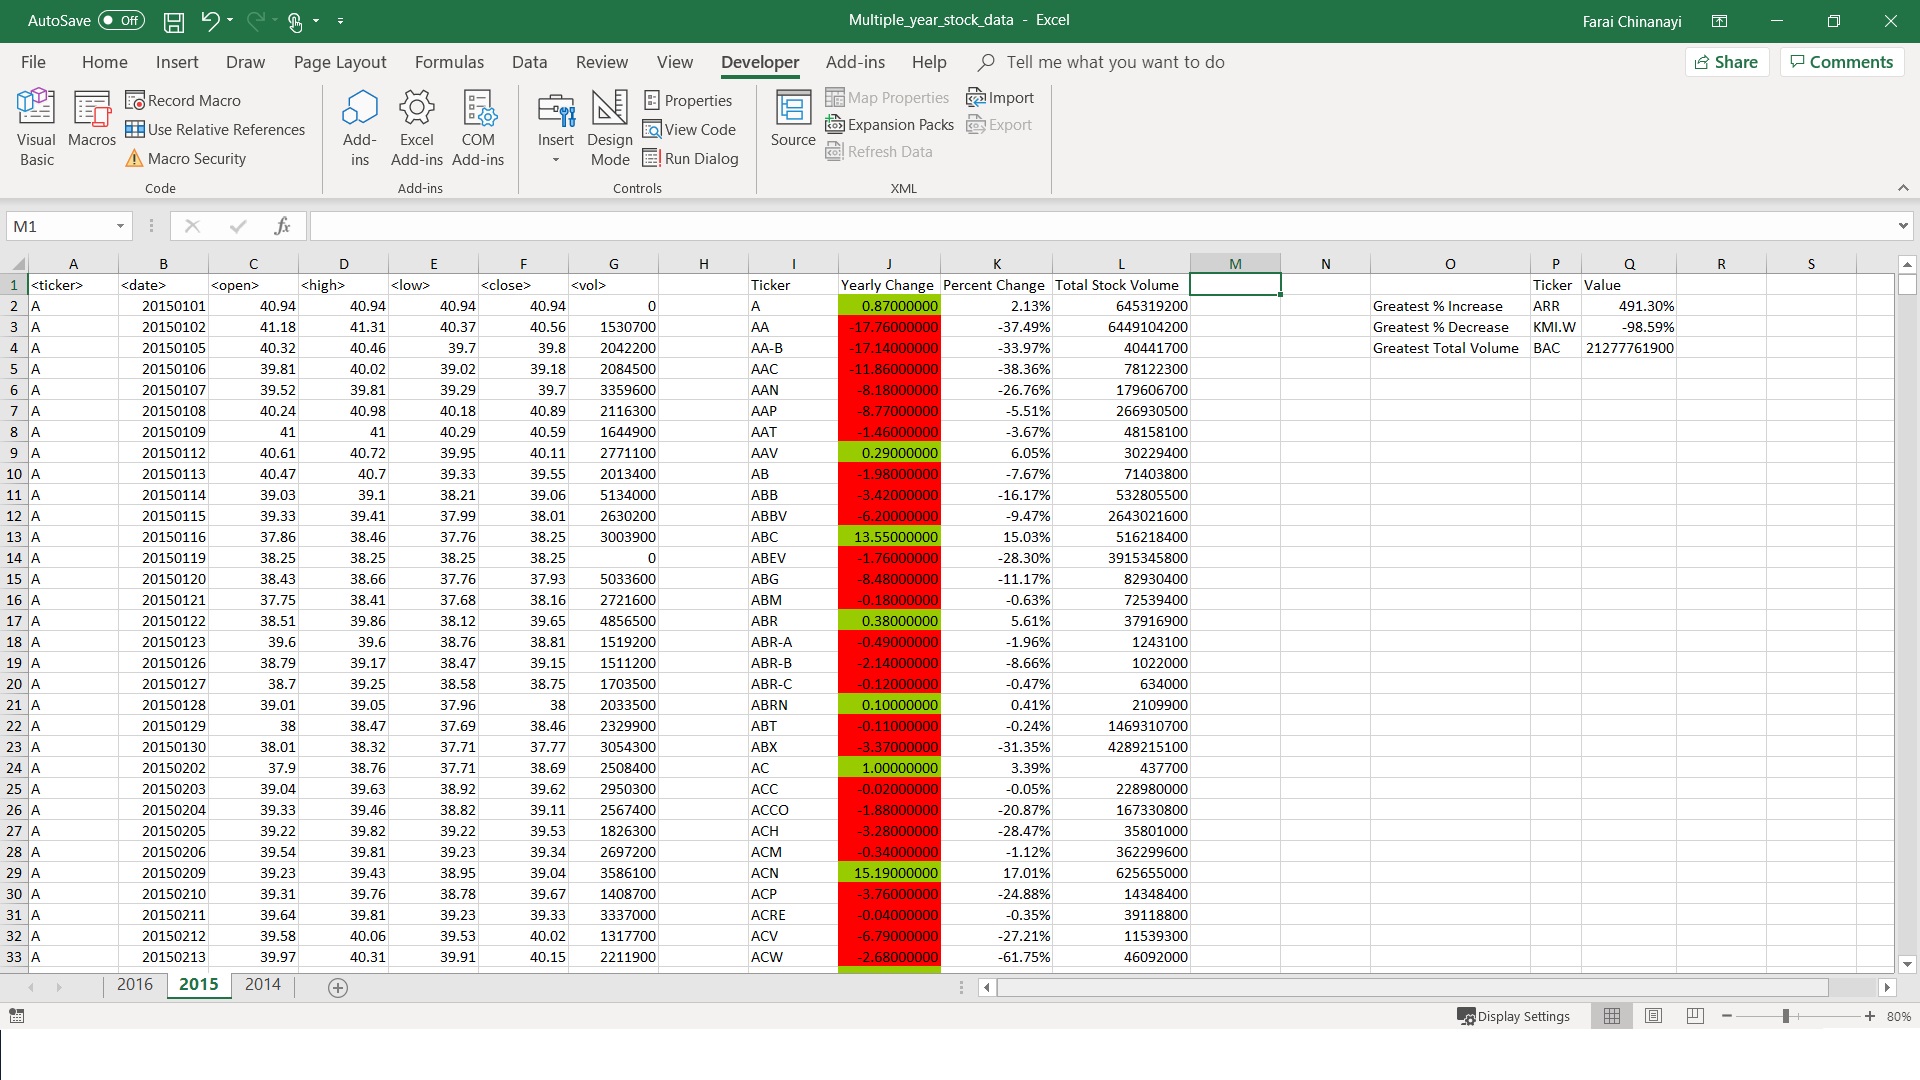 AutoSave Off
Multiple_year_stock_data - Excel
Farai Chinanayi
File Home Insert Draw Page Layout Formulas Data Review View Developer Add-ins Help Tell me what you want to do
Share Comments
Visual Basic
Macros
Record Macro
Use Relative References
Macro Security
Code
Add-ins
Excel Add-ins
COM Add-ins
Add-ins
Insert
Design Mode
Properties
View Code
Run Dialog
Controls
Source
Map Properties
Expansion Packs
Refresh Data
Import
Export
XML
M1
fx
A B C D E F G H I J K L M N O P Q R S
1 <ticker> <date> <open> <high> <low> <close> <vol> Ticker Yearly Change Percent Change Total Stock Volume Ticker Value
2 A 20150101 40.94 40.94 40.94 40.94 0 A 0.87000000 2.13% 645319200 Greatest % Increase ARR 491.30%
3 A 20150102 41.18 41.31 40.37 40.56 1530700 AA -17.76000000 -37.49% 6449104200 Greatest % Decrease KMI.W -98.59%
4 A 20150105 40.32 40.46 39.7 39.8 2042200 AA-B -17.14000000 -33.97% 40441700 Greatest Total Volume BAC 21277761900
5 A 20150106 39.81 40.02 39.02 39.18 2084500 AAC -11.86000000 -38.36% 78122300
6 A 20150107 39.52 39.81 39.29 39.7 3359600 AAN -8.18000000 -26.76% 179606700
7 A 20150108 40.24 40.98 40.18 40.89 2116300 AAP -8.77000000 -5.51% 266930500
8 A 20150109 41 41 40.29 40.59 1644900 AAT -1.46000000 -3.67% 48158100
9 A 20150112 40.61 40.72 39.95 40.11 2771100 AAV 0.29000000 6.05% 30229400
10 A 20150113 40.47 40.7 39.33 39.55 2013400 AB -1.98000000 -7.67% 71403800
11 A 20150114 39.03 39.1 38.21 39.06 5134000 ABB -3.42000000 -16.17% 532805500
12 A 20150115 39.33 39.41 37.99 38.01 2630200 ABBV -6.20000000 -9.47% 2643021600
13 A 20150116 37.86 38.46 37.76 38.25 3003900 ABC 13.55000000 15.03% 516218400
14 A 20150119 38.25 38.25 38.25 38.25 0 ABEV -1.76000000 -28.30% 3915345800
15 A 20150120 38.43 38.66 37.76 37.93 5033600 ABG -8.48000000 -11.17% 82930400
16 A 20150121 37.75 38.41 37.68 38.16 2721600 ABM -0.18000000 -0.63% 72539400
17 A 20150122 38.51 39.86 38.12 39.65 4856500 ABR 0.38000000 5.61% 37916900
18 A 20150123 39.6 39.6 38.76 38.81 1519200 ABR-A -0.49000000 -1.96% 1243100
19 A 20150126 38.79 39.17 38.47 39.15 1511200 ABR-B -2.14000000 -8.66% 1022000
20 A 20150127 38.7 39.25 38.58 38.75 1703500 ABR-C -0.12000000 -0.47% 634000
21 A 20150128 39.01 39.05 37.96 38 2033500 ABRN 0.10000000 0.41% 2109900
22 A 20150129 38 38.47 37.69 38.46 2329900 ABT -0.11000000 -0.24% 1469310700
23 A 20150130 38.01 38.32 37.71 37.77 3054300 ABX -3.37000000 -31.35% 4289215100
24 A 20150202 37.9 38.76 37.71 38.69 2508400 AC 1.00000000 3.39% 437700
25 A 20150203 39.04 39.63 38.92 39.62 2950300 ACC -0.02000000 -0.05% 228980000
26 A 20150204 39.33 39.46 38.82 39.11 2567400 ACCO -1.88000000 -20.87% 167330800
27 A 20150205 39.22 39.82 39.22 39.53 1826300 ACH -3.28000000 -28.47% 35801000
28 A 20150206 39.54 39.81 39.23 39.34 2697200 ACM -0.34000000 -1.12% 362299600
29 A 20150209 39.23 39.43 38.95 39.04 3586100 ACN 15.19000000 17.01% 625655000
30 A 20150210 39.31 39.76 38.78 39.67 1408700 ACP -3.76000000 -24.88% 14348400
31 A 20150211 39.64 39.81 39.23 39.33 3337000 ACRE -0.04000000 -0.35% 39118800
32 A 20150212 39.58 40.06 39.53 40.02 1317700 ACV -6.79000000 -27.21% 11539300
33 A 20150213 39.97 40.31 39.91 40.15 2211900 ACW -2.68000000 -61.75% 46092000
2016 2015 2014
Display Settings 80%